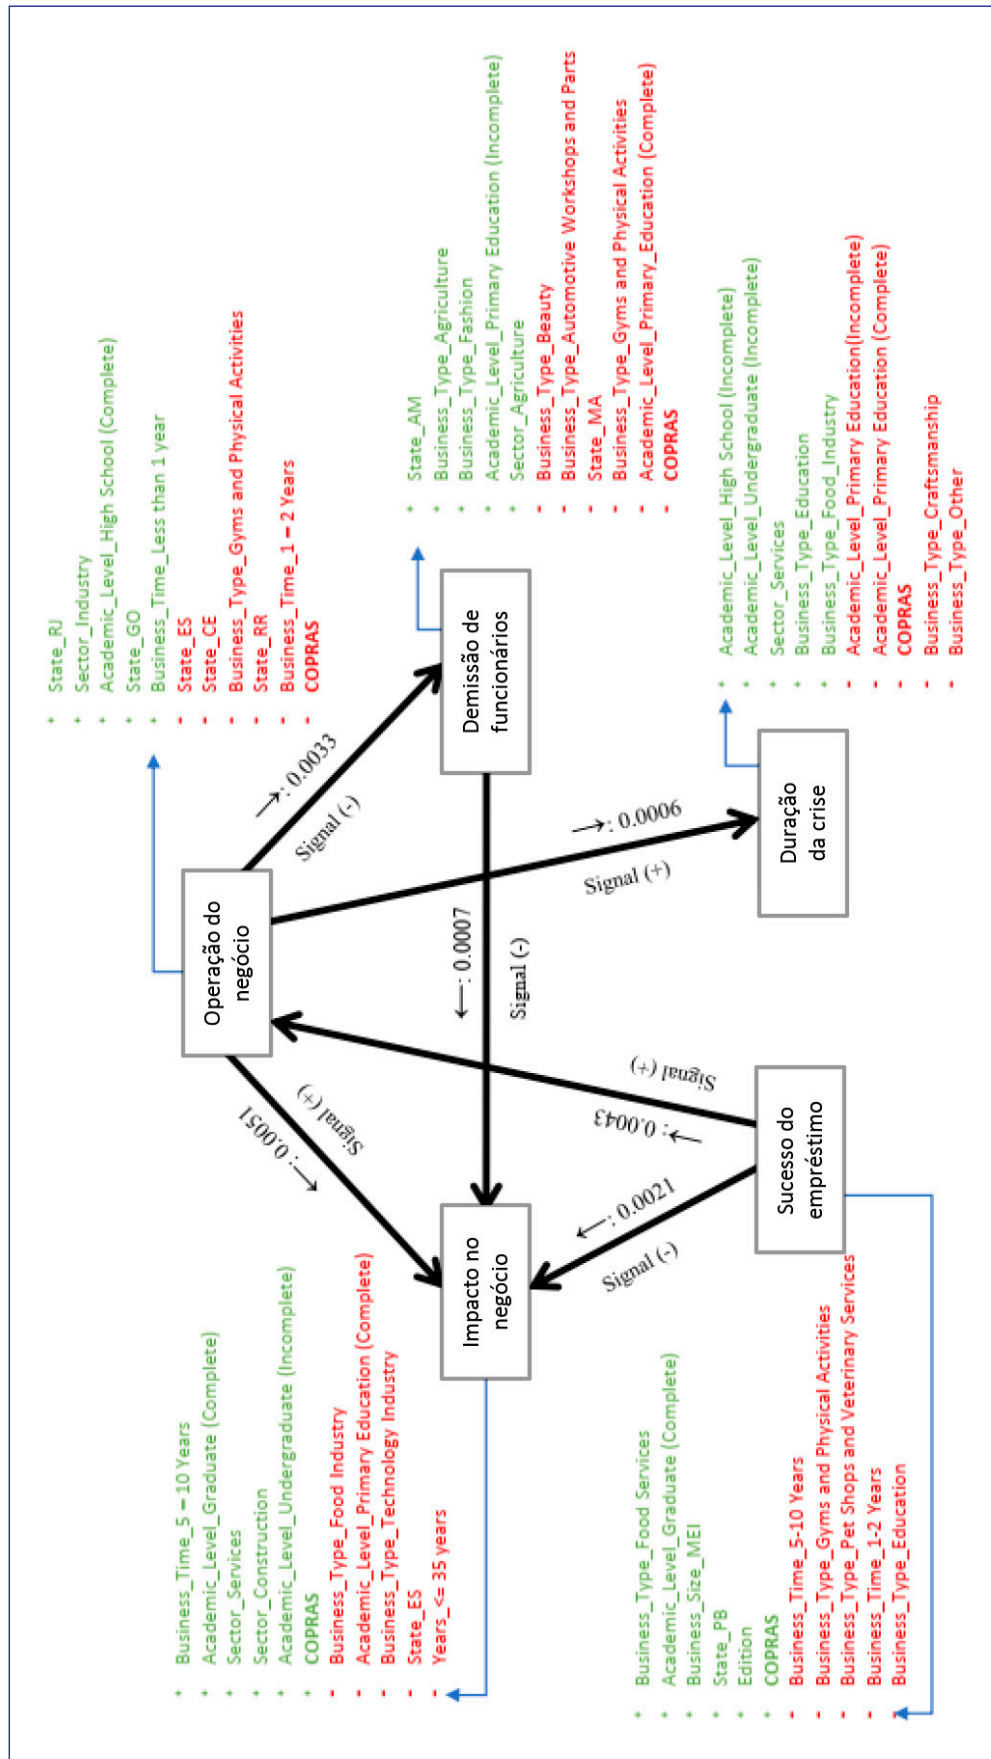 + Business_Time_5 – 10 Years
+ Academic_Level_Graduate (Complete)
+ Sector_Services
+ Sector_Construction
+ Academic_Level_Undergraduate (Incomplete)
+ COPRAS
- Business_Type_Food Industry
- Academic_Level_Primary Education (Complete)
- Business_Type_Technology Industry
- State_ES
- Years_<= 35 years
+ State_RJ
+ Sector_Industry
+ Academic_Level_High School (Complete)
+ State_GO
+ Business_Time_Less than 1 year
- State_ES
- State_CE
- Business_Type_Gyms and Physical Activities
- State_RR
- Business_Time_1 – 2 Years
- COPRAS
Operação do
negócio
→: 0.0051
Signal (+)
→: 0.0033
Signal (-)
+ State_AM
+ Business_Type_Agriculture
+ Business_Type_Fashion
+ Academic_Level_Primary Education (Incomplete)
+ Sector_Agriculture
- Business_Type_Beauty
- Business_Type_Automotive Workshops and Parts
- State_MA
- Business_Type_Gyms and Physical Activities
- Academic_Level_Primary_Education (Complete)
- COPRAS
Impacto no
negócio
←: 0.0007
Signal (-)
Demissão de
funcionários
→: 0.0006
Signal (+)
Signal (+)
→: 0.0043
←: 0.0021
Signal (-)
+ Business_Type_Food Services
+ Academic_Level_Graduate (Complete)
+ Business_Size_MEI
+ State_PB
+ Edition
+ COPRAS
- Business_Time_5-10 Years
- Business_Type_Gyms and Physical Activities
- Business_Type_Pet Shops and Veterinary Services
- Business_Time_1-2 Years
- Business_Type_Education
Sucesso do
empréstimo
Duração
da crise
+ Academic_Level_High School (Incomplete)
+ Academic_Level_Undergraduate (Incomplete)
+ Sector_Services
+ Business_Type_Education
+ Business_Type_Food_Industry
- Academic_Level_Primary Education(Incomplete)
- Academic_Level_Primary Education (Complete)
- COPRAS
- Business_Type_Craftsmanship
- Business_Type_Other